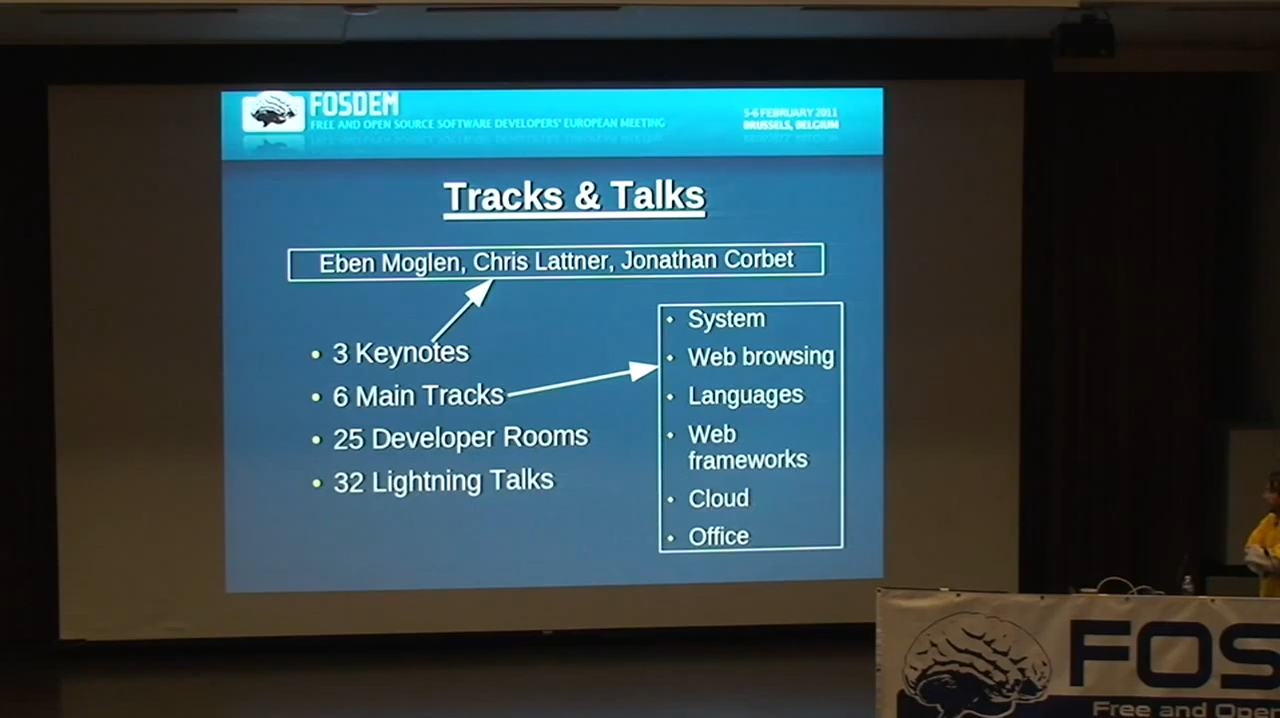 FOSDEM
FREE AND OPEN SOURCE SOFTWARE DEVELOPERS' EUROPEAN MEETING
5-6 FEBRUARY 2011
BRUSSELS, BELGIUM
Tracks & Talks
Eben Moglen, Chris Lattner, Jonathan Corbet
• 3 Keynotes
• 6 Main Tracks
• 25 Developer Rooms
• 32 Lightning Talks
• System
• Web browsing
• Languages
• Web
frameworks
• Cloud
• Office
FOS
Free and Open